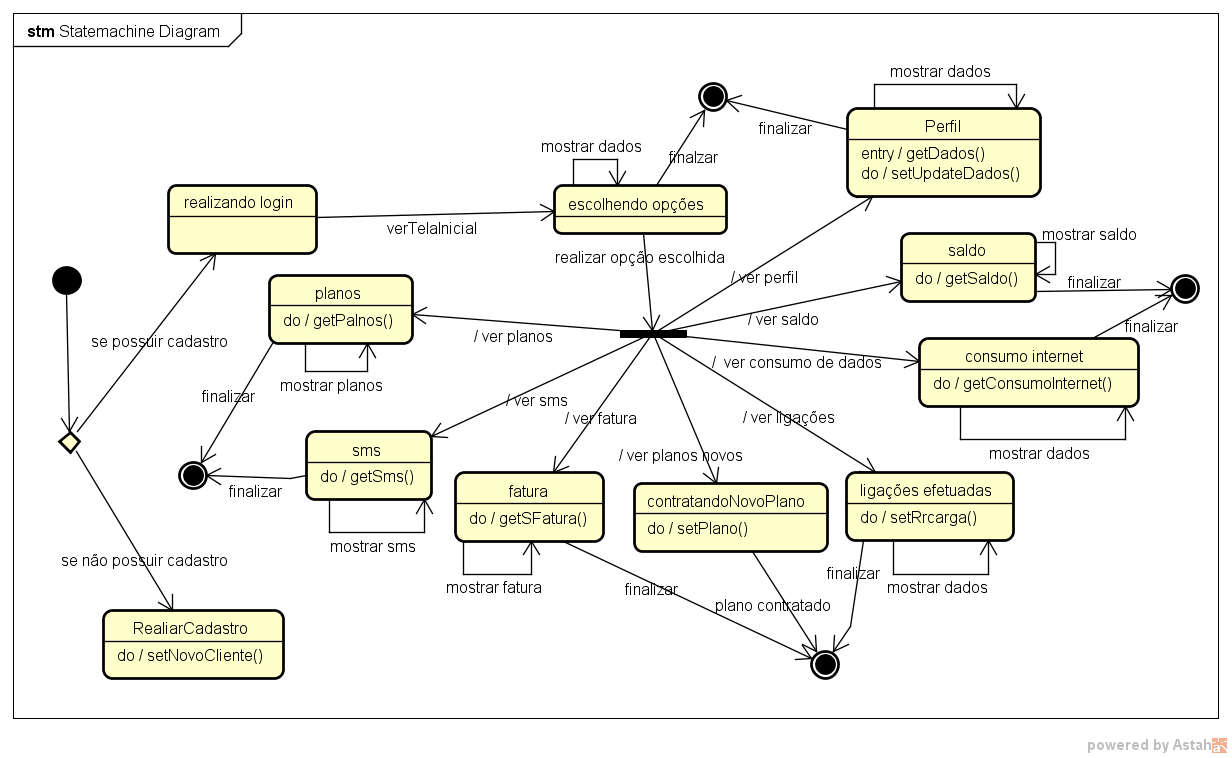 stm Statemachine Diagram
mostrar dados
finalizar
Perfil
entry / getDados()
do / setUpdateDados()
mostrar dados
finalzar
realizando login
escolhendo opções
verTelaInicial
realizar opção escolhida
/ ver perfil
saldo
do / getSaldo()
mostrar saldo
finalizar
planos
do / getPalnos()
mostrar planos
/ ver planos
/ ver saldo
finalizar
se possuir cadastro
/ ver consumo de dados
consumo internet
do / getConsumoInternet()
mostrar dados
finalizar
/ ver sms
/ ver fatura
/ ver ligações
sms
do / getSms()
mostrar sms
finalizar
/ ver planos novos
fatura
do / getSFatura()
mostrar fatura
contratandoNovoPlano
do / setPlano()
ligações efetuadas
do / setRrcarga()
mostrar dados
se não possuir cadastro
finalizar
plano contratado
finalizar
RealiarCadastro
do / setNovoCliente()
powered by Astah